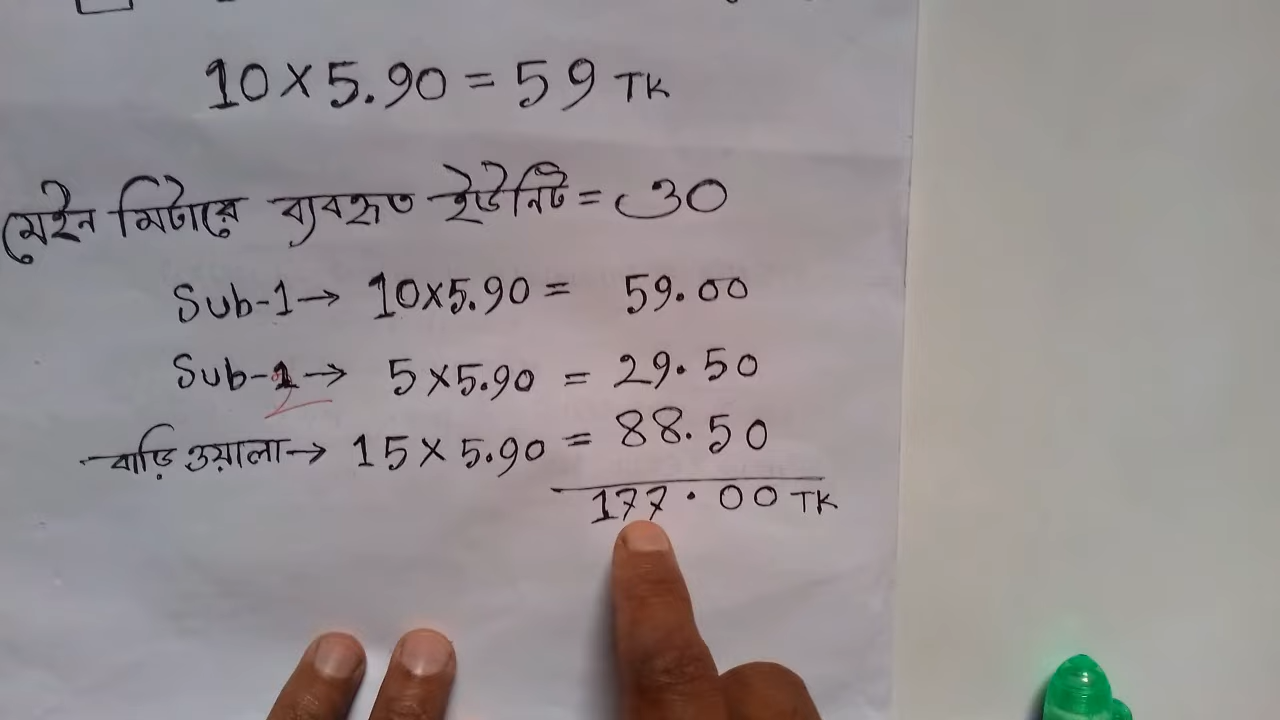 10×5.90 = 59 TK
মেইন মিটারে ব্যবহৃত ইউনিট = ৩0
Sub-1→ 10×5.90 = 59.00
Sub-2→ 5×5.90 = 29.50
বাড়ি ওয়ালা→ 15×5.90 = 88.50
177.00 TK